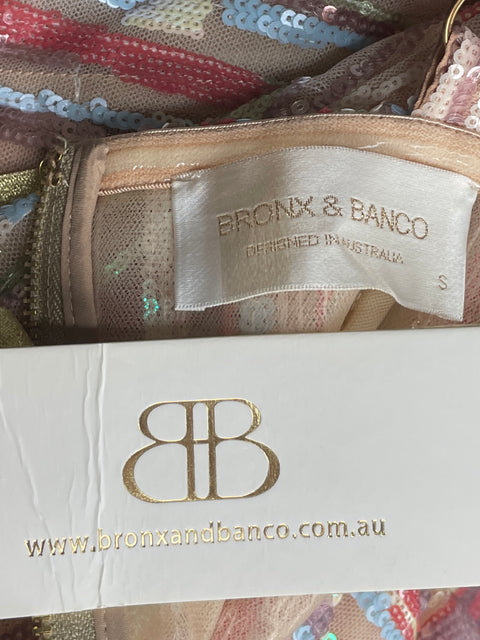 BRONX & BANCO
DESIGNED IN AUSTRALIA
S
BB
www.bronxandbanco.com.au